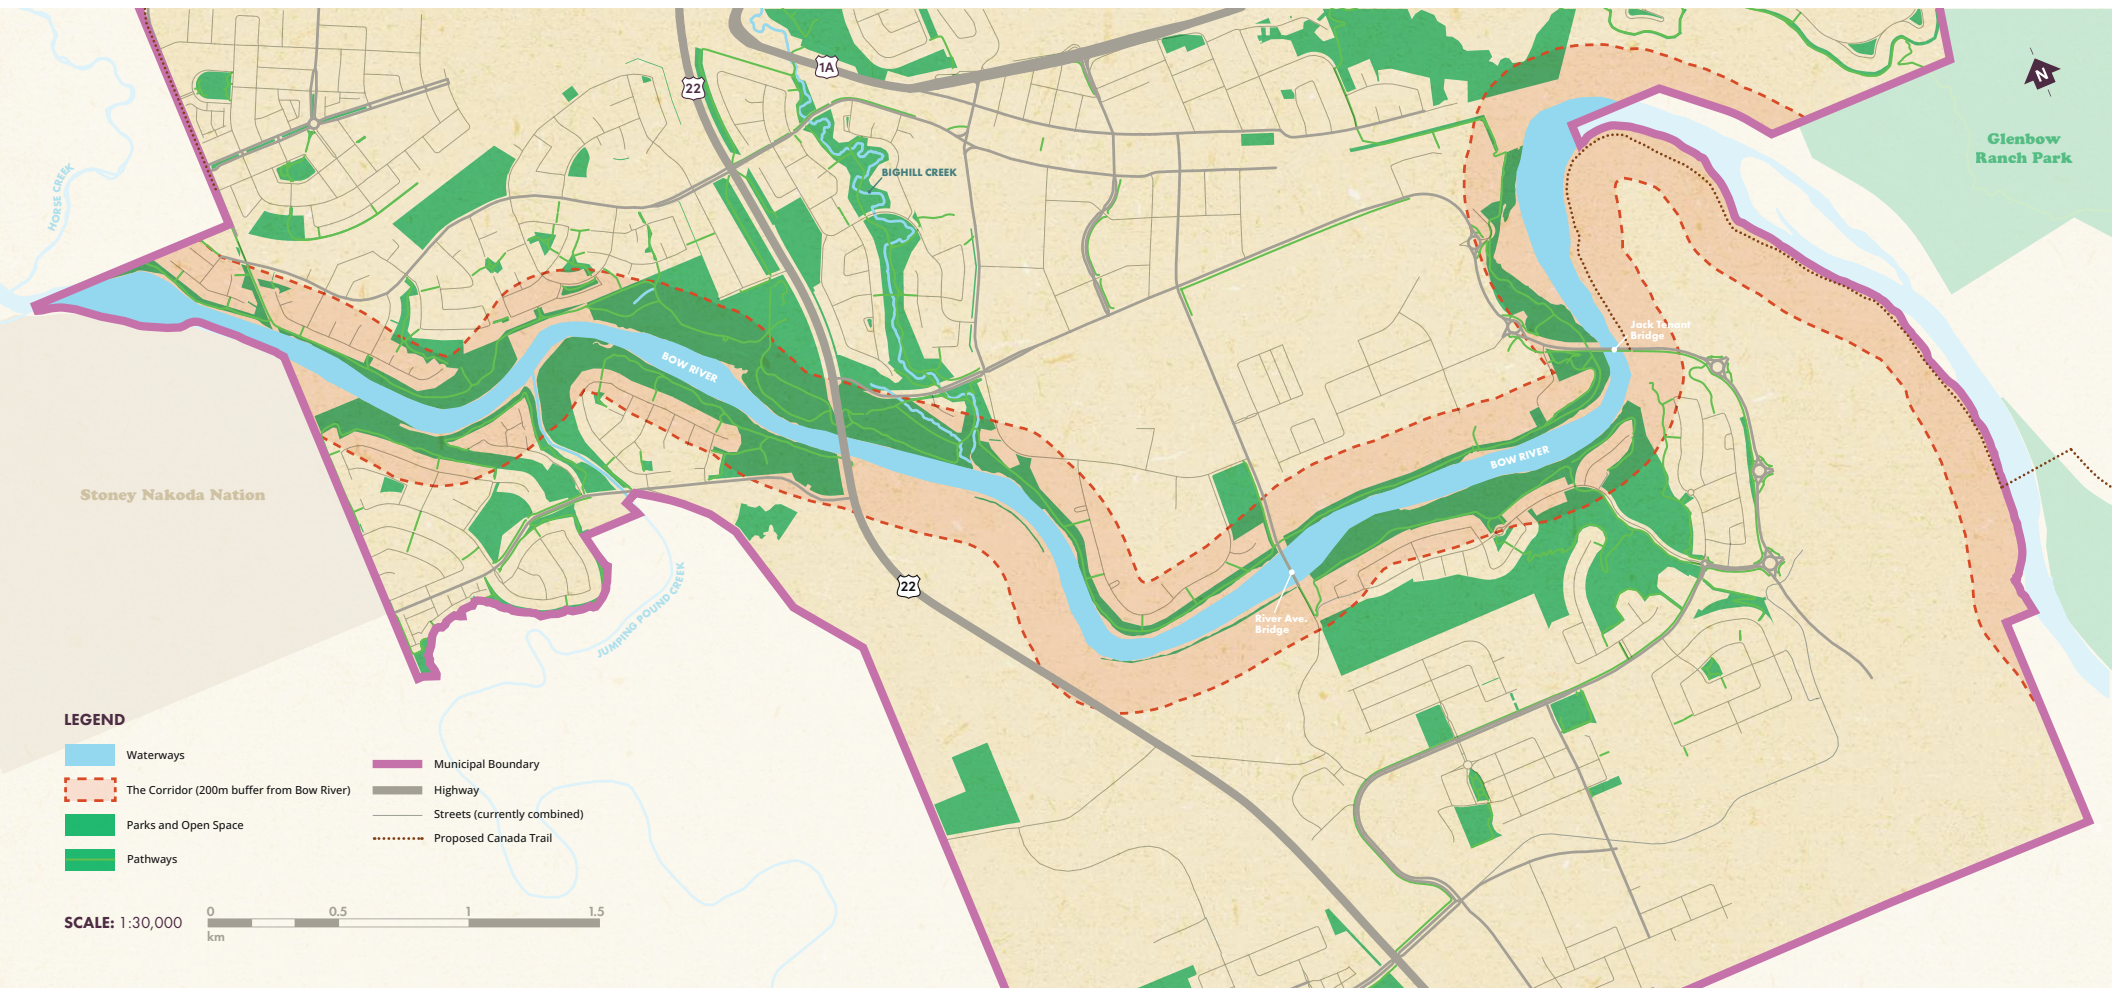 1A
22
N
Glenbow
Ranch Park
HORSE CREEK
BIGHILL CREEK
Jack Tenant
Bridge
BOW RIVER
BOW RIVER
Stoney Nakoda Nation
22
JUMPING POUND CREEK
River Ave.
Bridge
LEGEND
Waterways
The Corridor (200m buffer from Bow River)
Parks and Open Space
Pathways
Municipal Boundary
Highway
Streets (currently combined)
Proposed Canada Trail
SCALE: 1:30,000
0 0.5 1 1.5
km